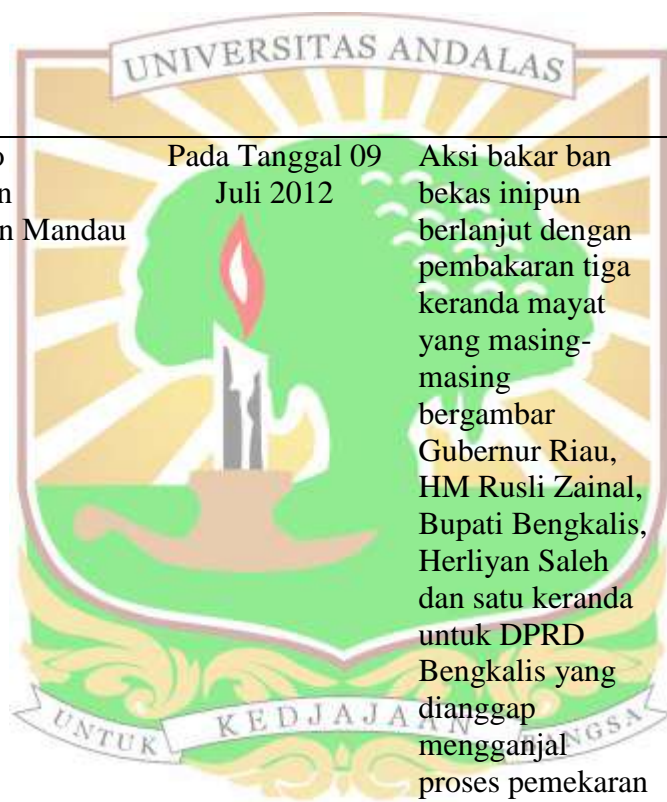 UNIVERSITAS ANDALAS
Pada Tanggal 09
Juli 2012
n Mandau
Aksi bakar ban
bekas inipun
berlanjut dengan
pembakaran tiga
keranda mayat
yang masing-
masing
bergambar
Gubernur Riau,
HM Rusli Zainal,
Bupati Bengkalis,
Herliyan Saleh
dan satu keranda
untuk DPRD
Bengkalis yang
dianggap
mengganjal
proses pemekaran
UNTUK KEDJAJAAN BANGSA